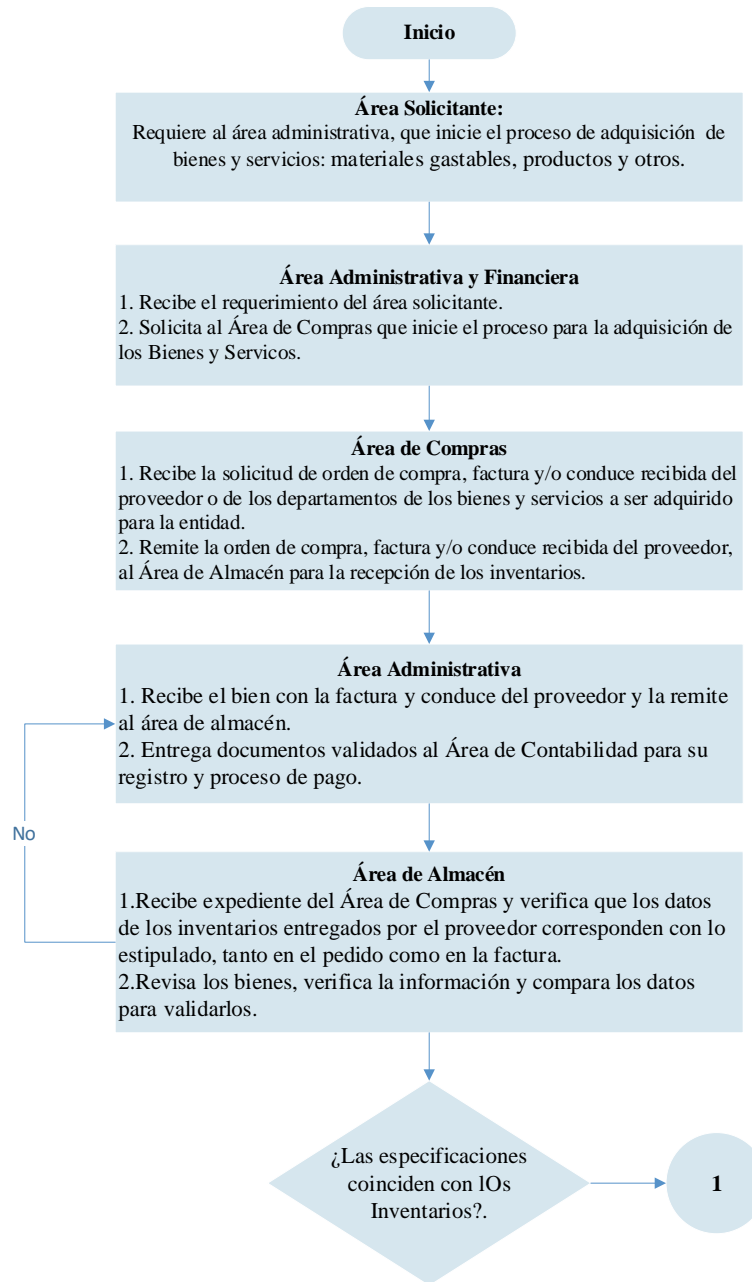 Inicio
Área Solicitante:
Requiere al área administrativa, que inicie el proceso de adquisición de
bienes y servicios: materiales gastables, productos y otros.
Área Administrativa y Financiera
1. Recibe el requerimiento del área solicitante.
2. Solicita al Área de Compras que inicie el proceso para la adquisición de
los Bienes y Servicos.
Área de Compras
1. Recibe la solicitud de orden de compra, factura y/o conduce recibida del
proveedor o de los departamentos de los bienes y servicios a ser adquirido
para la entidad.
2. Remite la orden de compra, factura y/o conduce recibida del proveedor,
al Área de Almacén para la recepción de los inventarios.
Área Administrativa
1. Recibe el bien con la factura y conduce del proveedor y la remite
al área de almacén.
2. Entrega documentos validados al Área de Contabilidad para su
registro y proceso de pago.
No
Área de Almacén
1.Recibe expediente del Área de Compras y verifica que los datos
de los inventarios entregados por el proveedor corresponden con lo
estipulado, tanto en el pedido como en la factura.
2.Revisa los bienes, verifica la información y compara los datos
para validarlos.
¿Las especificaciones
coinciden con lOs
Inventarios?.
1